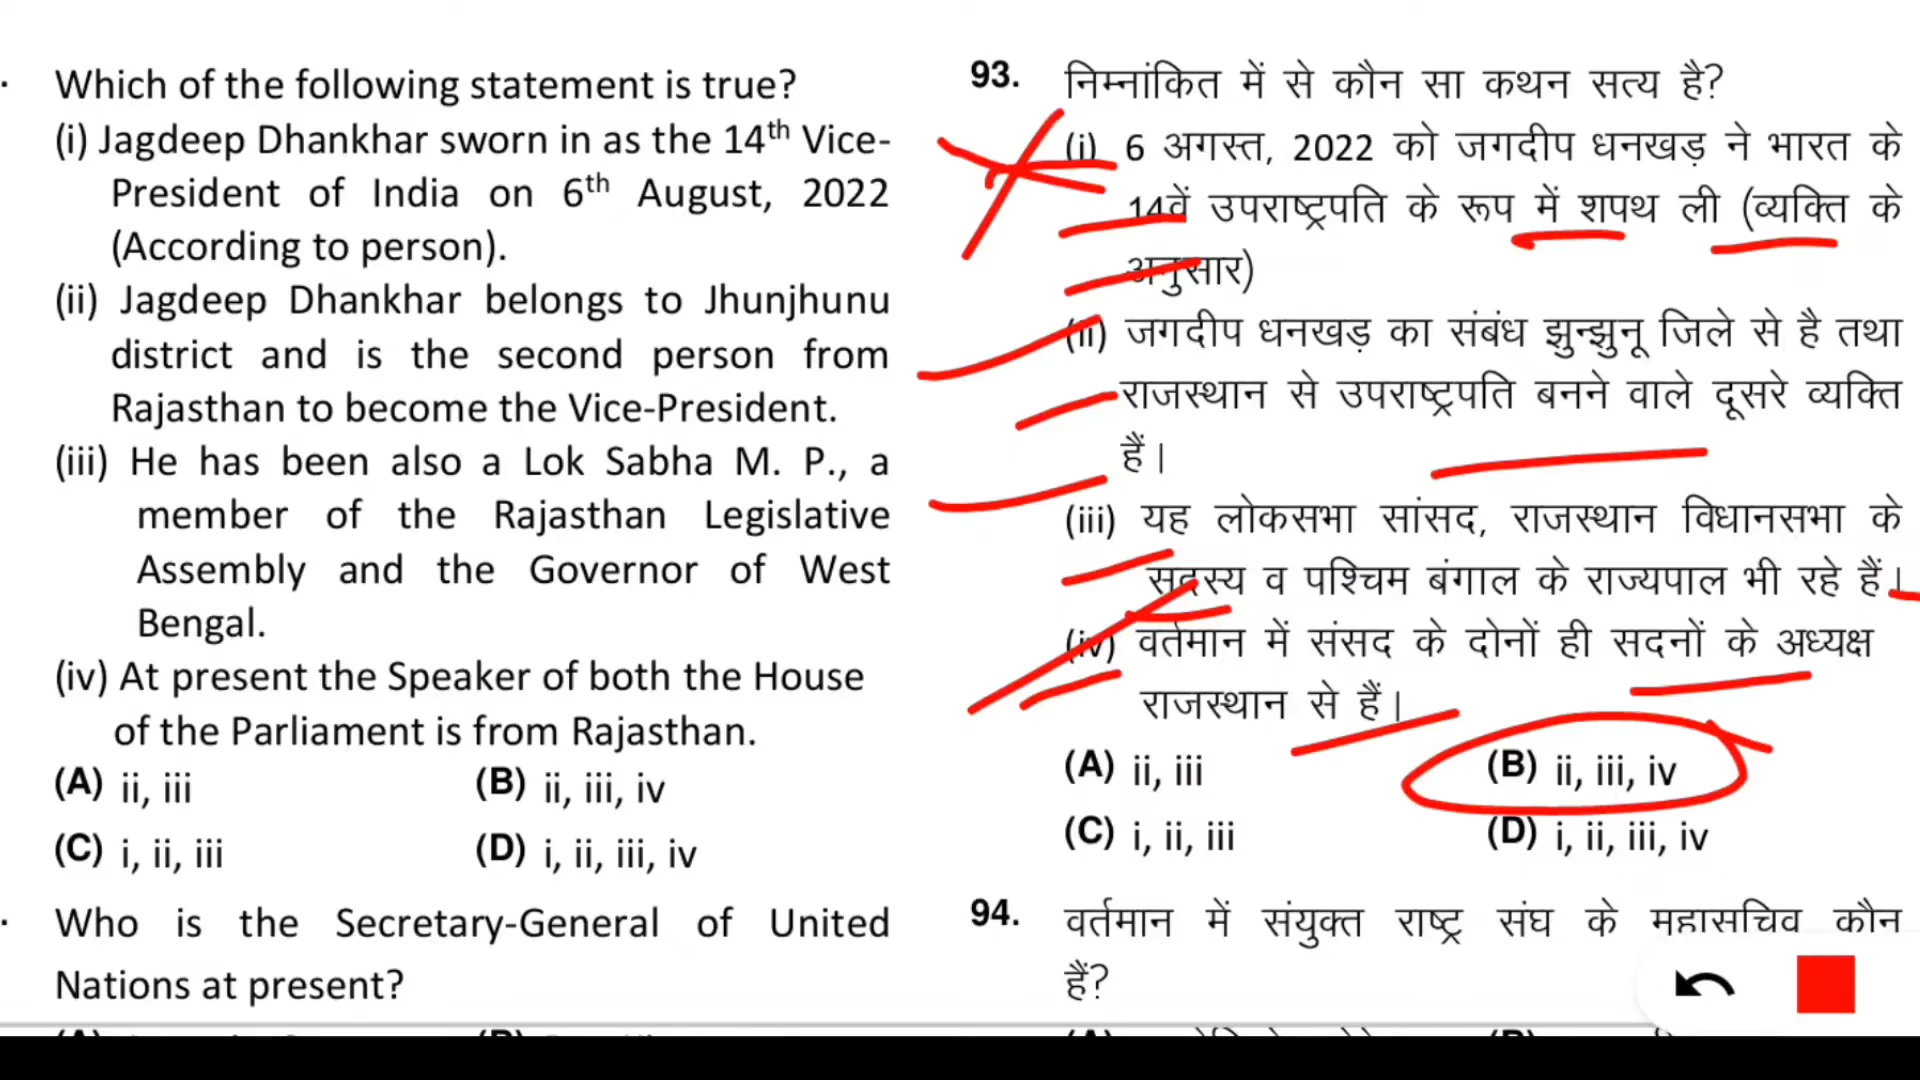 · Which of the following statement is true?
(i) Jagdeep Dhankhar sworn in as the 14th Vice-
President of India on 6th August, 2022
(According to person).
(ii) Jagdeep Dhankhar belongs to Jhunjhunu
district and is the second person from
Rajasthan to become the Vice-President.
(iii) He has been also a Lok Sabha M. P., a
member of the Rajasthan Legislative
Assembly and the Governor of West
Bengal.
(iv) At present the Speaker of both the House
of the Parliament is from Rajasthan.
(A) ii, iii (B) ii, iii, iv
(C) i, ii, iii (D) i, ii, iii, iv
· Who is the Secretary-General of United
Nations at present?
93. निम्नांकित में से कौन सा कथन सत्य है?
(i) 6 अगस्त, 2022 को जगदीप धनखड़ ने भारत के
14वें उपराष्ट्रपति के रूप में शपथ ली (व्यक्ति के
अनुसार)
(ii) जगदीप धनखड़ का संबंध झुन्झुनू जिले से है तथा
राजस्थान से उपराष्ट्रपति बनने वाले दूसरे व्यक्ति
हैं।
(iii) यह लोकसभा सांसद, राजस्थान विधानसभा के
सदस्य व पश्चिम बंगाल के राज्यपाल भी रहे हैं।
(iv) वर्तमान में संसद के दोनों ही सदनों के अध्यक्ष
राजस्थान से हैं।
(A) ii, iii (B) ii, iii, iv
(C) i, ii, iii (D) i, ii, iii, iv
94. वर्तमान में संयुक्त राष्ट्र संघ के महासचिव कौन
हैं?